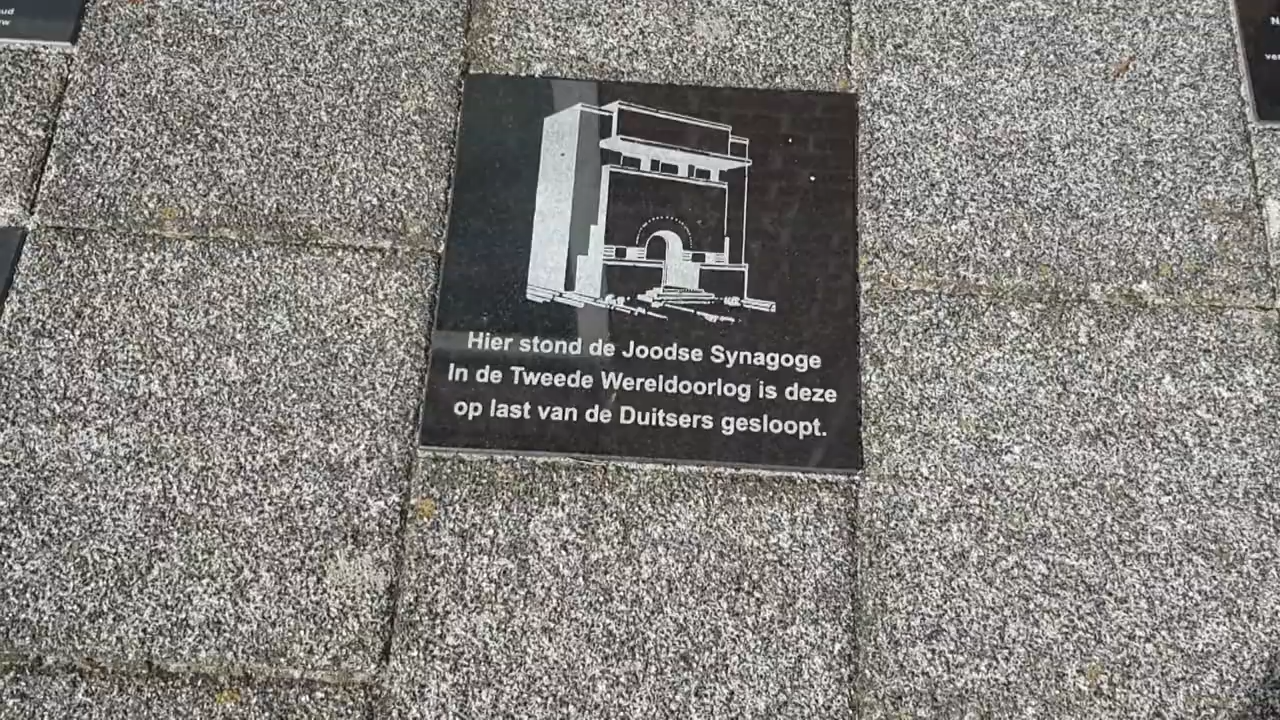 Hier stond de Joodse Synagoge
In de Tweede Wereldoorlog is deze
op last van de Duitsers gesloopt.